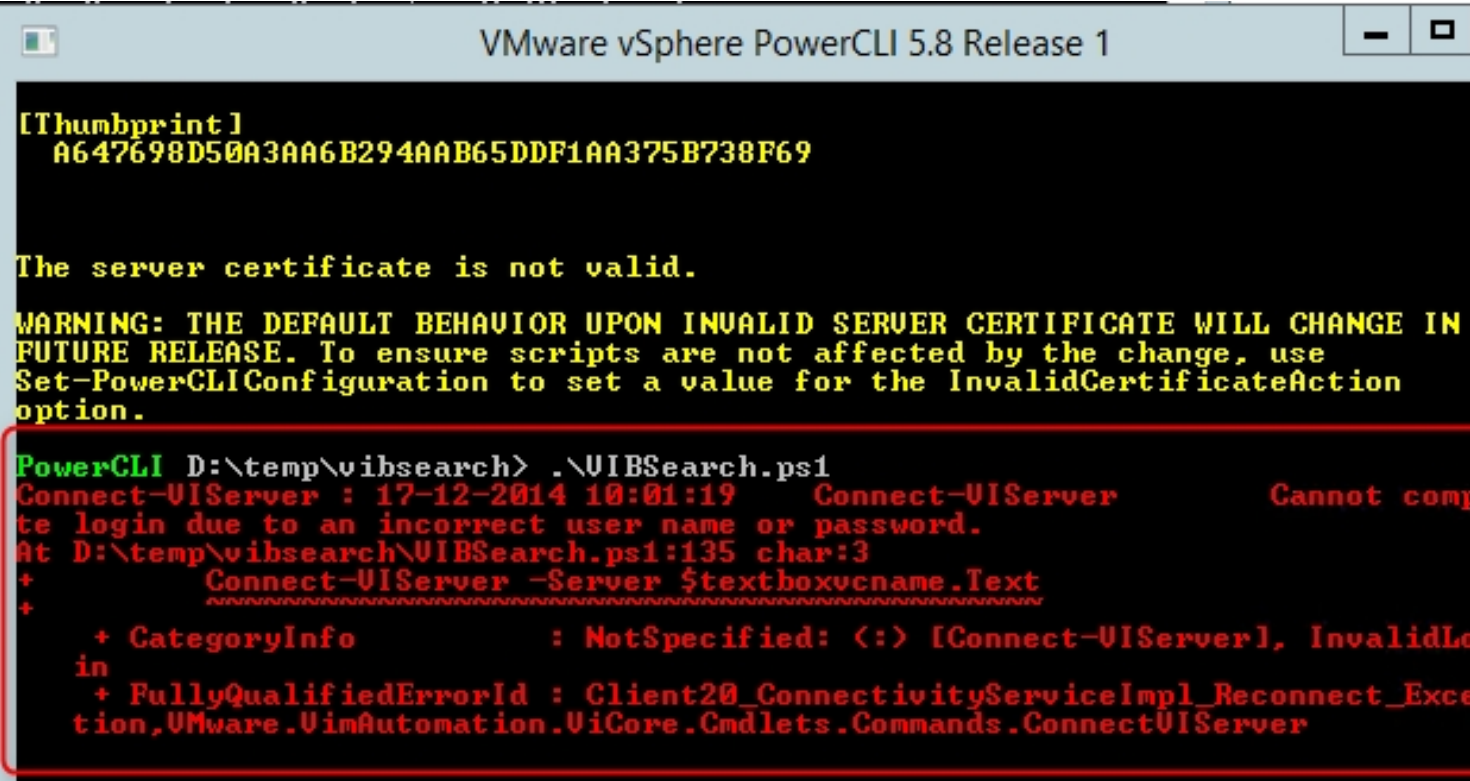 VMware vSphere PowerCLI 5.8 Release 1
[Thumbprint]
A647698D50A3AA6B294AAB65DDF1AA375B738F69
The server certificate is not valid.
WARNING: THE DEFAULT BEHAVIOR UPON INVALID SERVER CERTIFICATE WILL CHANGE IN
FUTURE RELEASE. To ensure scripts are not affected by the change, use
Set-PowerCLIConfiguration to set a value for the InvalidCertificateAction
option.
PowerCLI D:\temp\vibsearch> .\VIBSearch.ps1
Connect-VIServer : 17-12-2014 10:01:19 Connect-VIServer Cannot comp
te login due to an incorrect user name or password.
At D:\temp\vibsearch\VIBSearch.ps1:135 char:3
+ Connect-VIServer -Server $textboxvcname.Text
+ ~~~~~~~~~~~~~~~~~~~~~~~~~~~~~~~~~~~~~~~~~~~~
+ CategoryInfo : NotSpecified: (:) [Connect-VIServer], InvalidLo
in
+ FullyQualifiedErrorId : Client20_ConnectivityServiceImpl_Reconnect_Exce
tion,VMware.VimAutomation.ViCore.Cmdlets.Commands.ConnectVIServer